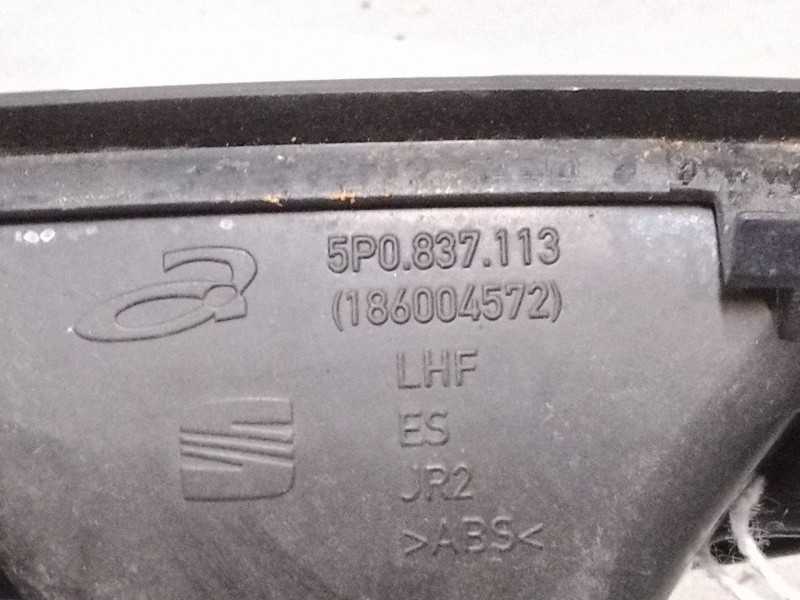 5P0.837.113
(186004572)
LHF
ES
JR2
>ABS<